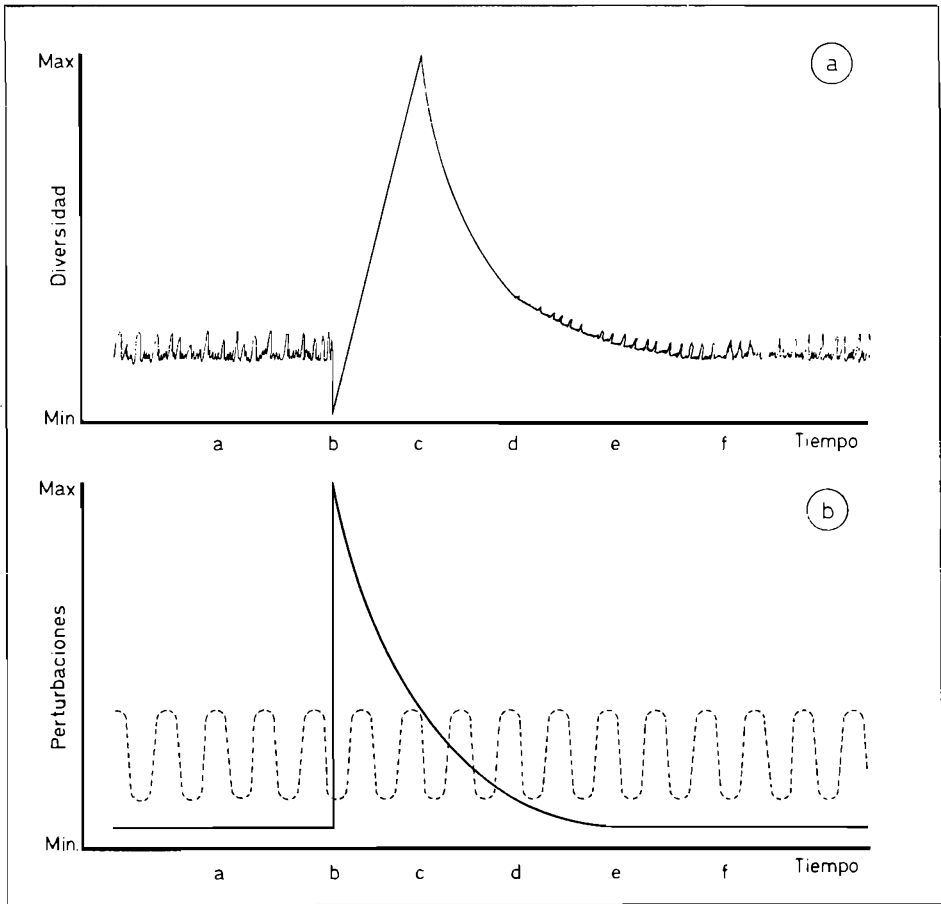 Max
a
Diversidad
Min
a b c d e f Tiempo
Max
b
Perturbaciones
Min.
a b c d e f Tiempo